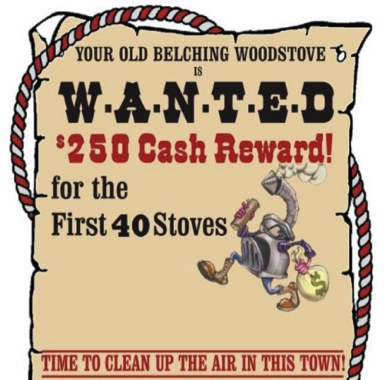 YOUR OLD BELCHING WOODSTOVE
IS
W·A·N·T·E·D
$250 Cash Reward!
for the
First 40 Stoves
$
TIME TO CLEAN UP THE AIR IN THIS TOWN!